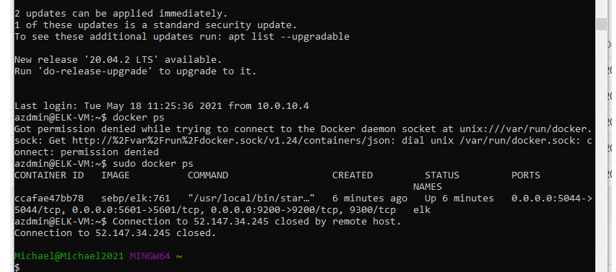 2 updates can be applied immediately.
1 of these updates is a standard security update.
To see these additional updates run: apt list --upgradable
New release '20.04.2 LTS' available.
Run 'do-release-upgrade' to upgrade to it.
Last login: Tue May 18 11:25:36 2021 from 10.0.10.4
azdmin@ELK-VM:~$ docker ps
Got permission denied while trying to connect to the Docker daemon socket at unix:///var/run/docker.
sock: Get http://%2Fvar%2Frun%2Fdocker.sock/v1.24/containers/json: dial unix /var/run/docker.sock: c
onnect: permission denied
azdmin@ELK-VM:~$ sudo docker ps
CONTAINER ID   IMAGE          COMMAND                  CREATED         STATUS         PORTS
NAMES
ccafae47bb78   sebp/elk:761   "/usr/local/bin/star…"   6 minutes ago   Up 6 minutes   0.0.0.0:5044->
5044/tcp, 0.0.0.0:5601->5601/tcp, 0.0.0.0:9200->9200/tcp, 9300/tcp   elk
azdmin@ELK-VM:~$ Connection to 52.147.34.245 closed by remote host.
Connection to 52.147.34.245 closed.
Michael@Michael2021 MINGW64 ~
$